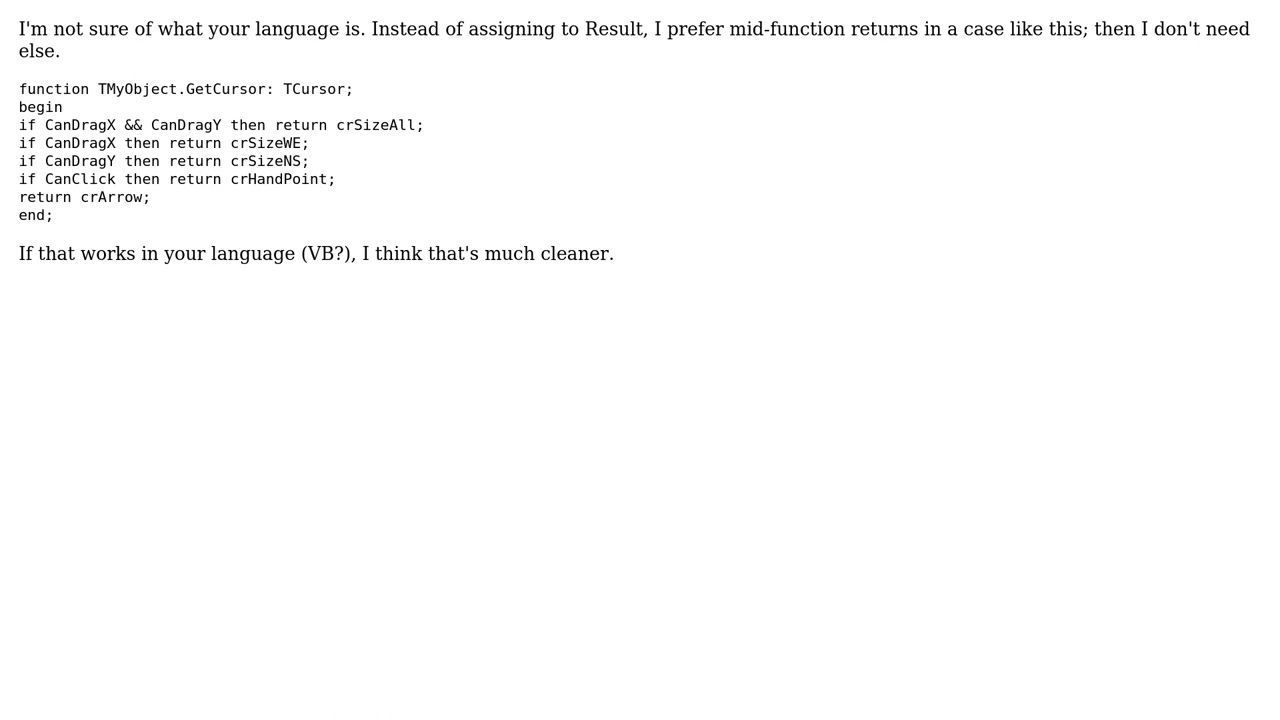 I'm not sure of what your language is. Instead of assigning to Result, I prefer mid-function returns in a case like this; then I don't need
else.
function TMyObject.GetCursor: TCursor;
begin
if CanDragX && CanDragY then return crSizeAll;
if CanDragX then return crSizeWE;
if CanDragY then return crSizeNS;
if CanClick then return crHandPoint;
return crArrow;
end;
If that works in your language (VB?), I think that's much cleaner.